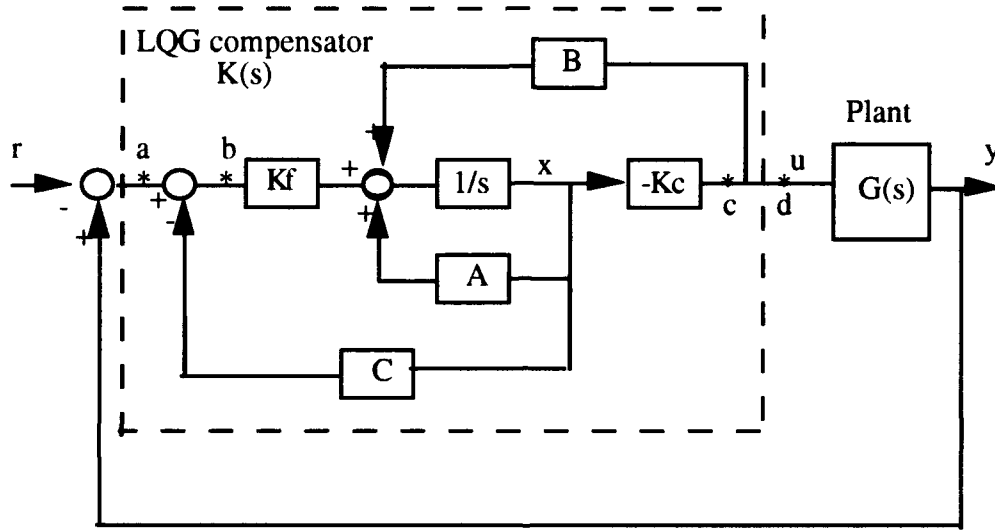 LQG compensator
K(s)
B
Plant
r
a
b
+
y
* * Kf
+
1/s
x
-Kc
*
*
u
G(s)
-
+
-
+
c
d
+
A
C